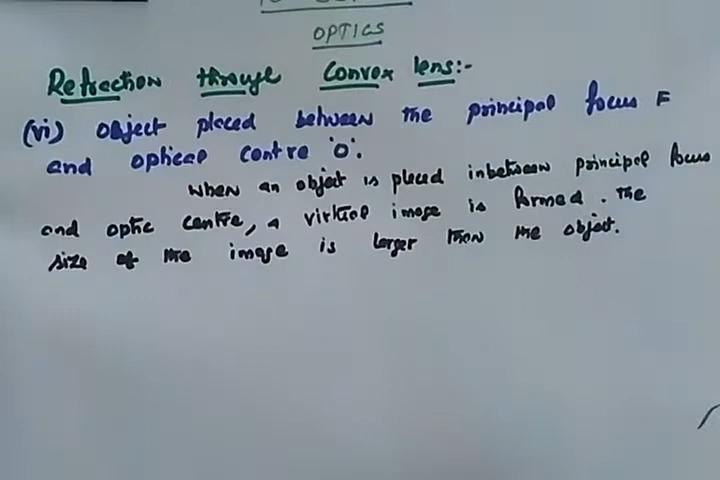 OPTICS
Refraction through Convex lens:-
(vi) object placed between the principal focus F
and optical centre 'O'.
When an object is placed inbetween principal focus
and optic centre, a virtual image is formed. The
size of the image is larger than the object.